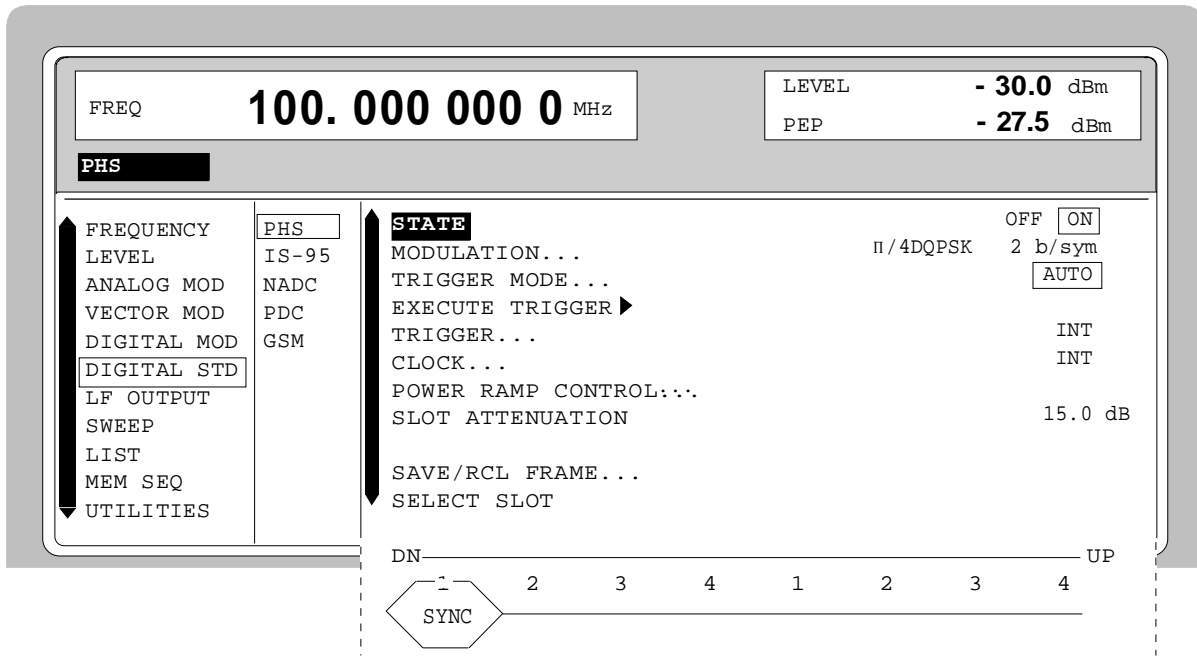 FREQ 100. 000 000 0 MHz
LEVEL - 30.0 dBm
PEP - 27.5 dBm
PHS
FREQUENCY
LEVEL
ANALOG MOD
VECTOR MOD
DIGITAL MOD
DIGITAL STD
LF OUTPUT
SWEEP
LIST
MEM SEQ
UTILITIES
PHS
IS-95
NADC
PDC
GSM
STATE OFF ON
MODULATION... Π/4DQPSK 2 b/sym
TRIGGER MODE... AUTO
EXECUTE TRIGGER
TRIGGER... INT
CLOCK... INT
POWER RAMP CONTROL...
SLOT ATTENUATION 15.0 dB
SAVE/RCL FRAME...
SELECT SLOT
DN UP
1 2 3 4 1 2 3 4
SYNC